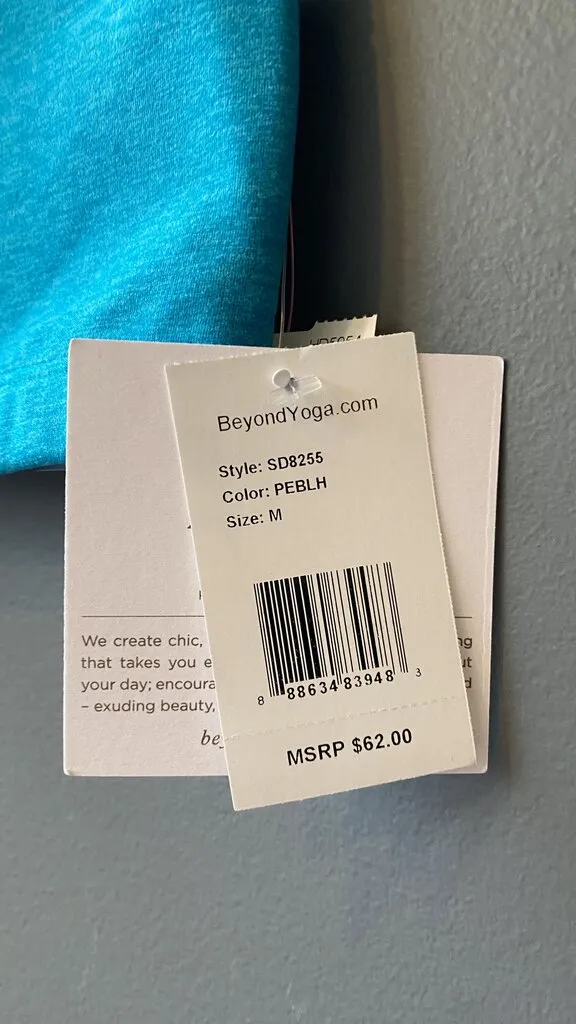 BeyondYoga.com
Style: SD8255
Color: PEBLH
Size: M
8 88634 83948 3
MSRP $62.00
We create chic,
that takes you
your day;
– exuding beauty,